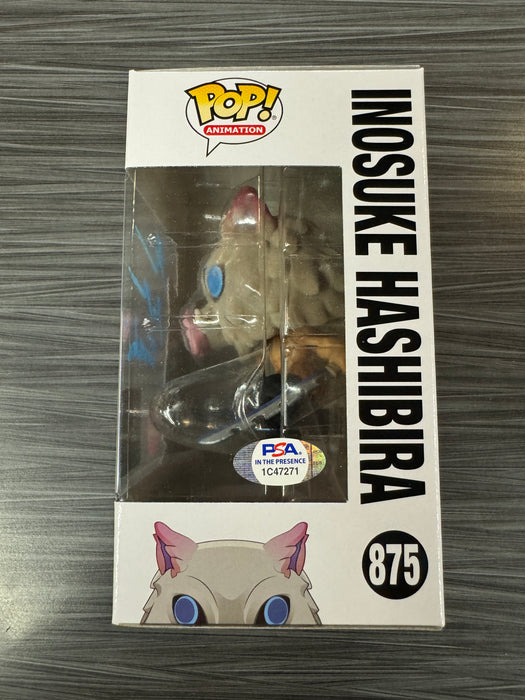 POP!
ANIMATION
INOSUKE HASHIBIRA
PSA
IN THE PRESENCE
1C47271
875